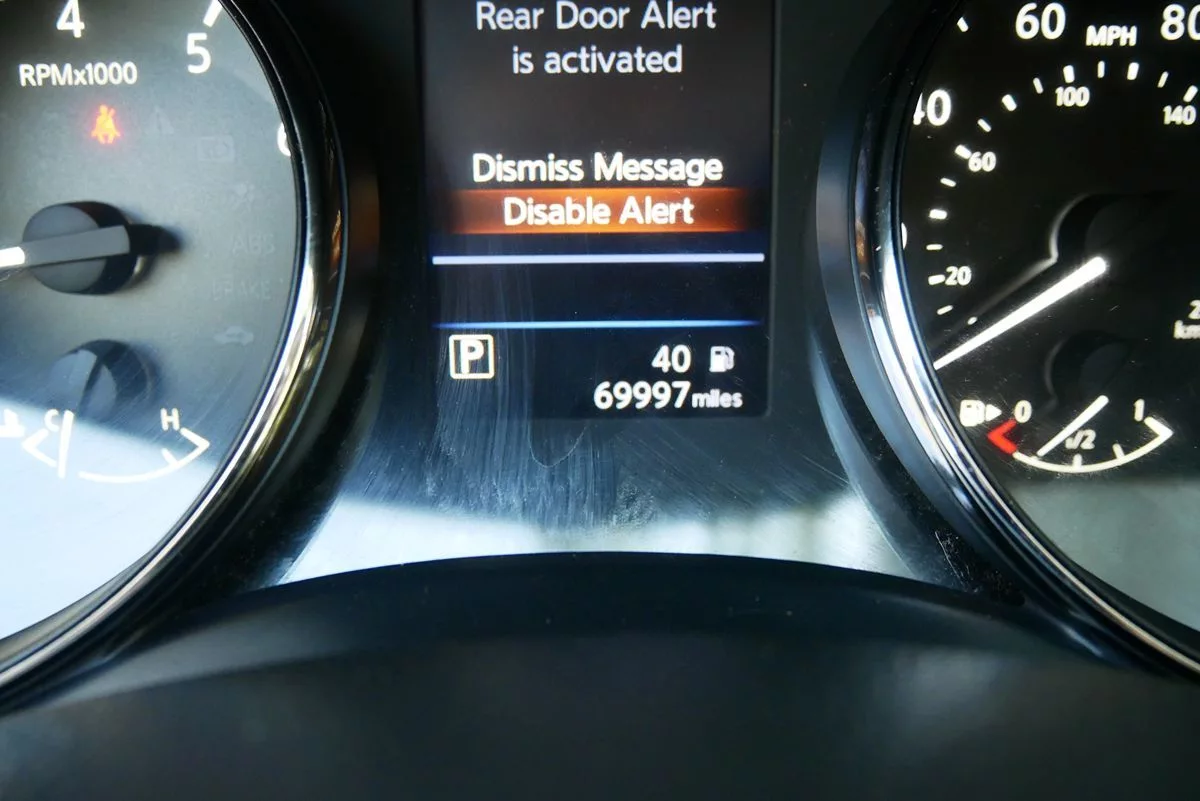 4
5
RPMx1000
C
H
Rear Door Alert
is activated
Dismiss Message
Disable Alert
P
40
69997 miles
60
MPH
80
40
100
140
60
20
0
1/2
1